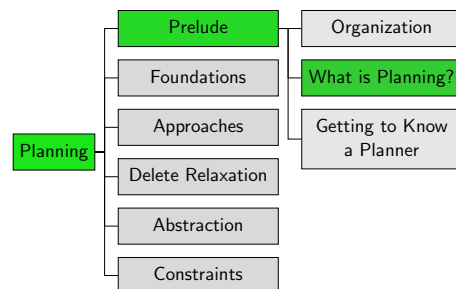 Planning
Prelude
Foundations
Approaches
Delete Relaxation
Abstraction
Constraints
Organization
What is Planning?
Getting to Know
a Planner